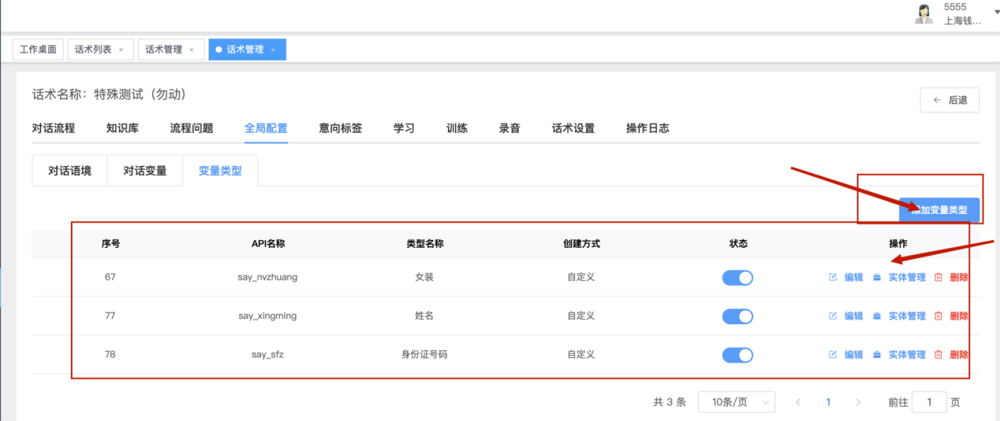 5555
上海钱...
工作桌面 话术列表 × 话术管理 × 话术管理 ×
话术名称：特殊测试（勿动）
← 后退
对话流程 知识库 流程问题 全局配置 意向标签 学习 训练 录音 话术设置 操作日志
对话语境 对话变量 变量类型
添加变量类型
序号 API名称 类型名称 创建方式 状态 操作
67 say_nvzhuang 女装 自定义 编辑 实体管理 删除
77 say_xingming 姓名 自定义 编辑 实体管理 删除
78 say_sfz 身份证号码 自定义 编辑 实体管理 删除
共 3 条 10条/页 < 1 > 前往 1 页